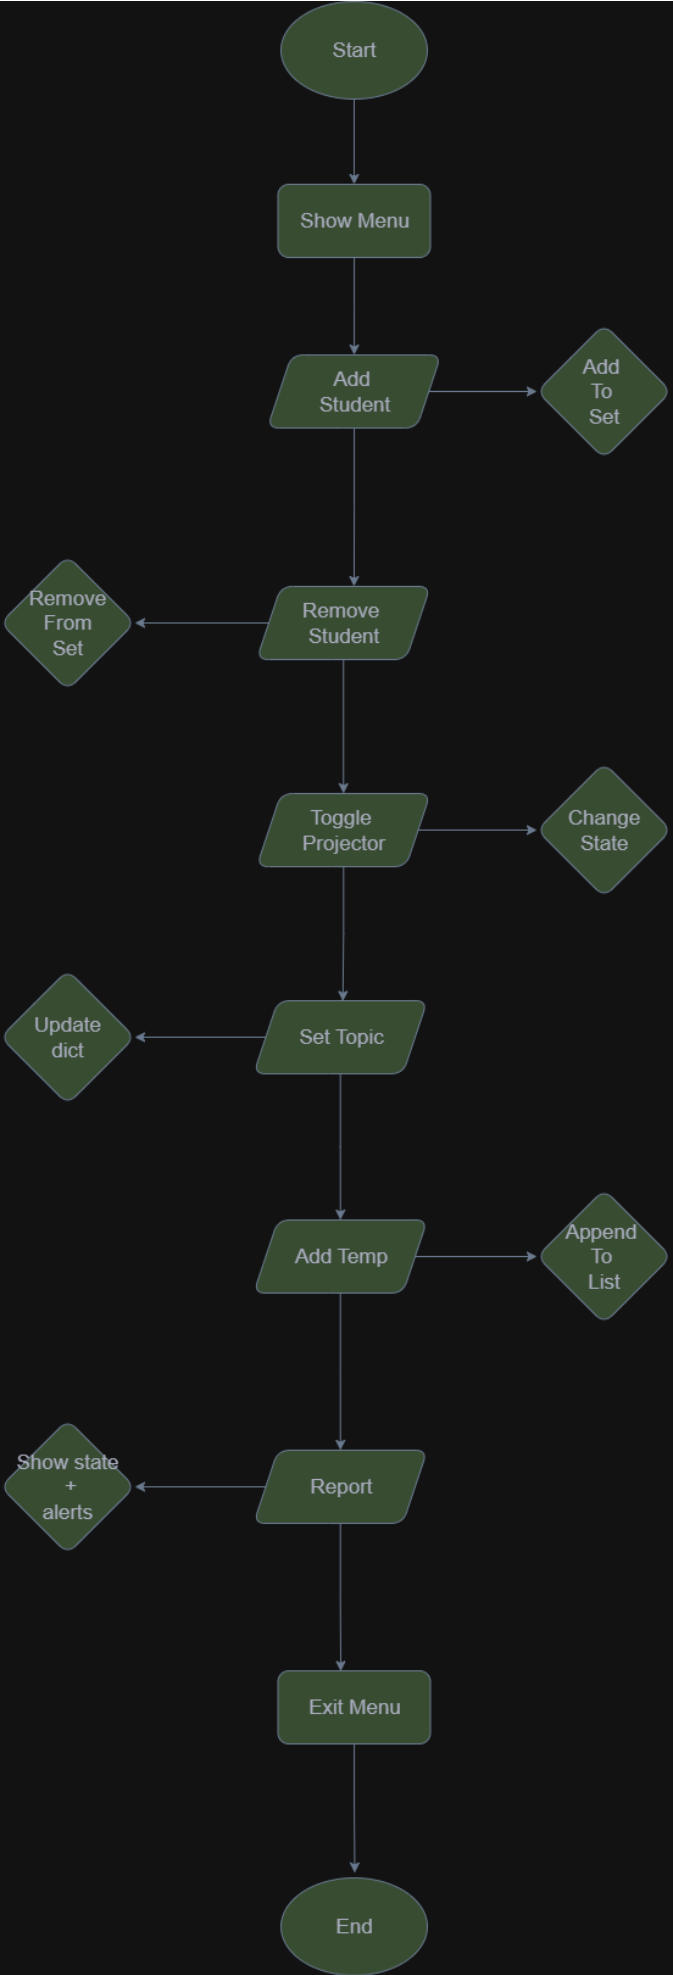 Start
Show Menu
Add
Student
Add
To
Set
Remove
From
Set
Remove
Student
Toggle
Projector
Change
State
Update
dict
Set Topic
Add Temp
Append
To
List
Show state
+
alerts
Report
Exit Menu
End